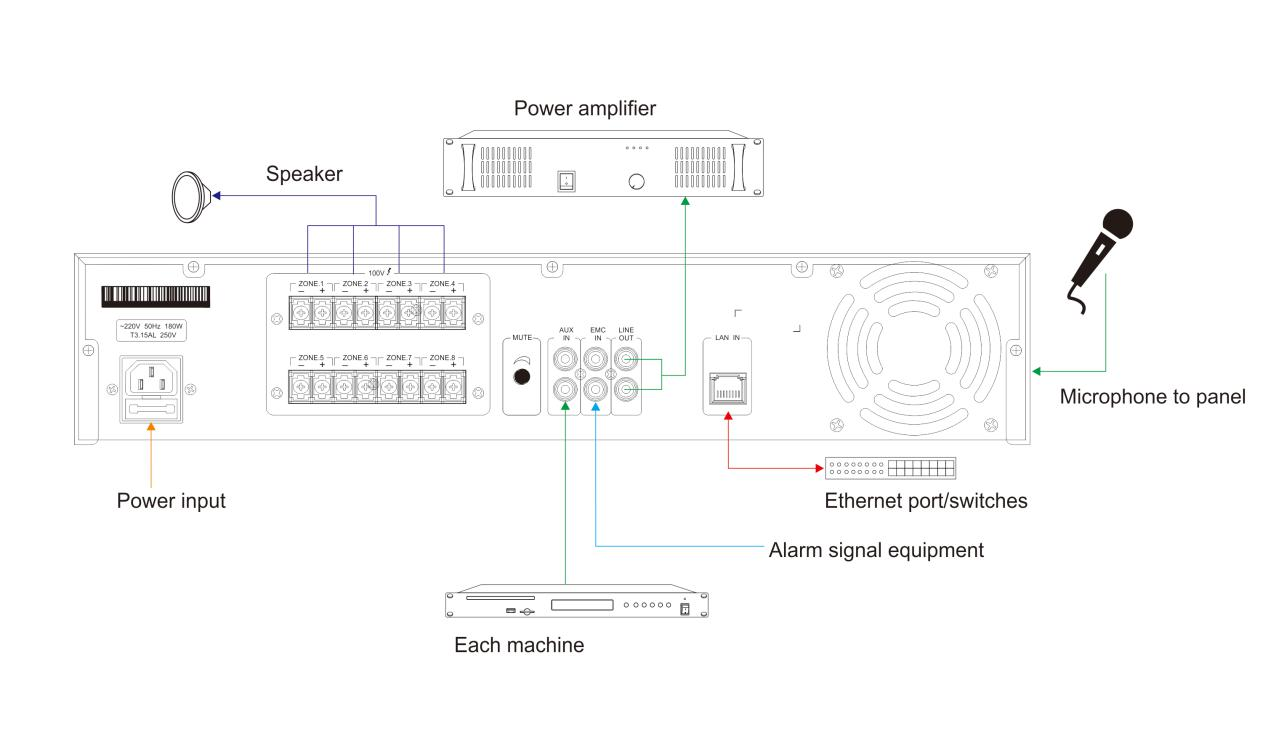 Power amplifier
Speaker
100V
ZONE.1 ZONE.2 ZONE.3 ZONE.4
− + − + − + − +
~220V 50Hz 180W
T3.15AL 250V
ZONE.5 ZONE.6 ZONE.7 ZONE.8
− + − + − + − +
MUTE
AUX
IN
EMC
IN
LINE
OUT
LAN IN
Microphone to panel
Power input
Ethernet port/switches
Alarm signal equipment
Each machine